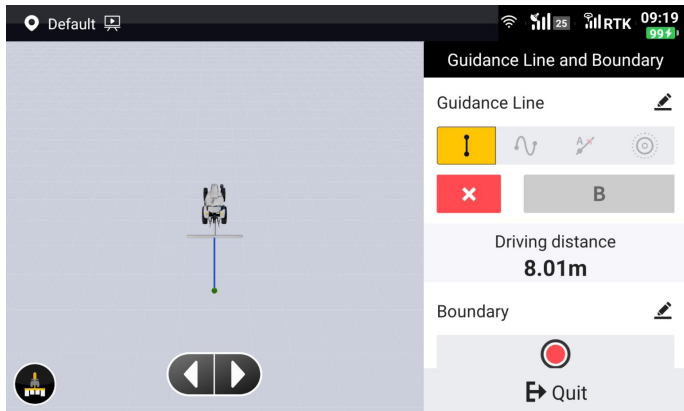 Default
25
RTK
09:19
99
Guidance Line and Boundary
Guidance Line
A
B
Driving distance
8.01m
Boundary
Quit